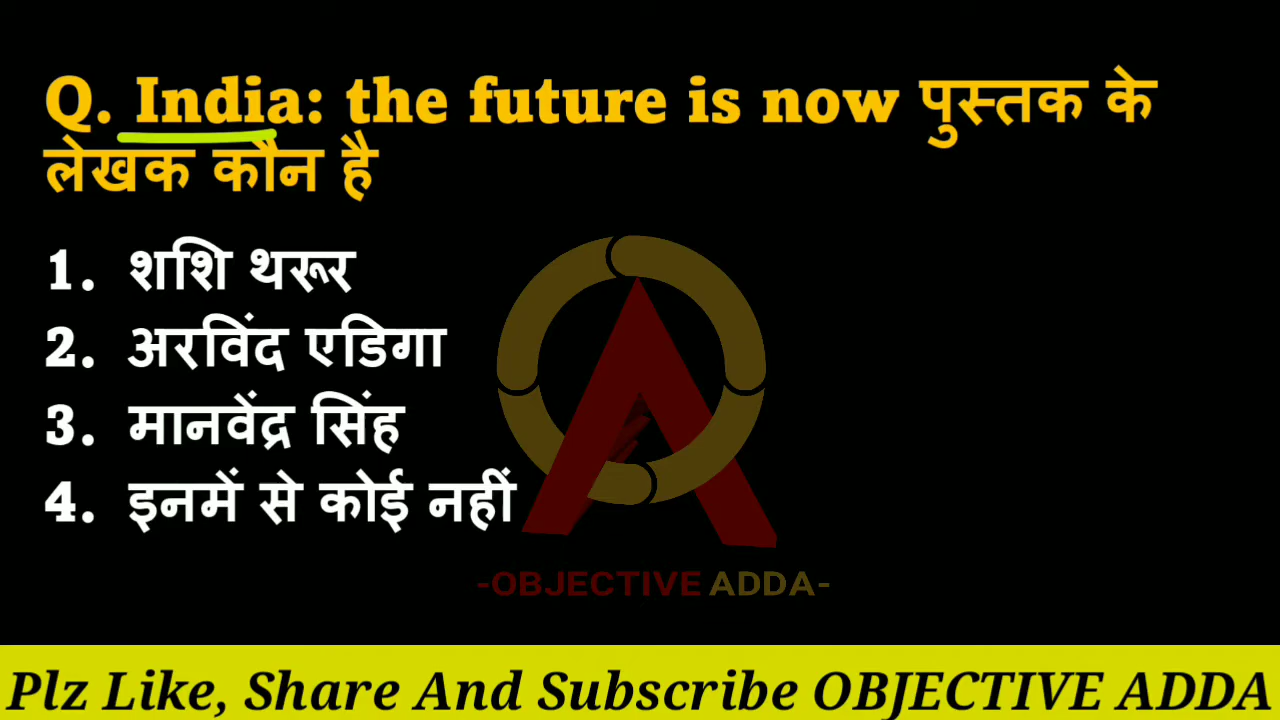 Q. India: the future is now पुस्तक के
लेखक कौन है
1. शशि थरूर
2. अरविंद एडिगा
3. मानवेंद्र सिंह
4. इनमें से कोई नहीं
-OBJECTIVE ADDA-
Plz Like, Share And Subscribe OBJECTIVE ADDA